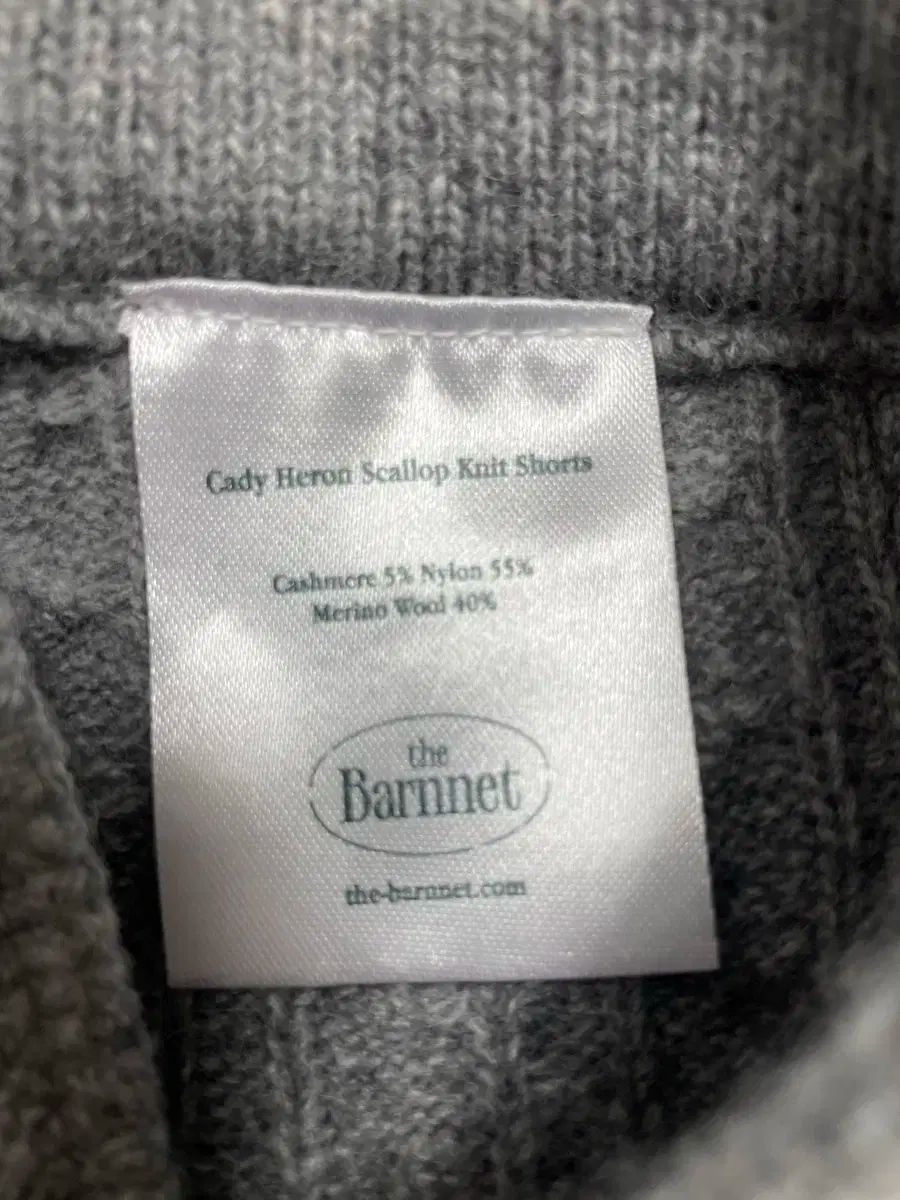 Cady Heron Scallop Knit Shorts
Cashmere 5% Nylon 55%
Merino Wool 40%
the
Barnnet
the-barnnet.com